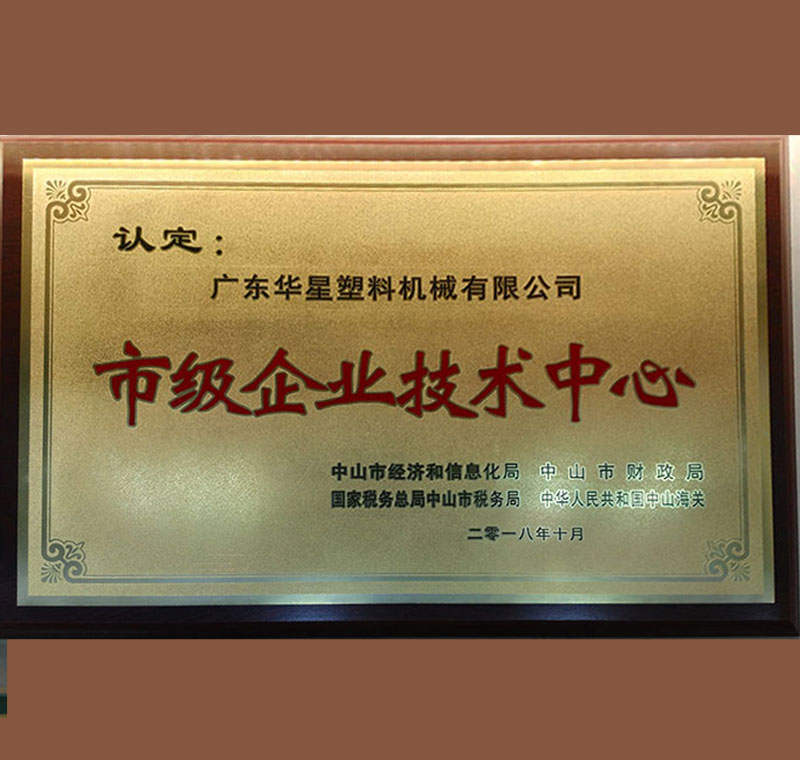 认定：
广东华星塑料机械有限公司
市级企业技术中心
中山市经济和信息化局 中山市财政局
国家税务总局中山市税务局 中华人民共和国中山海关
二零一八年十月